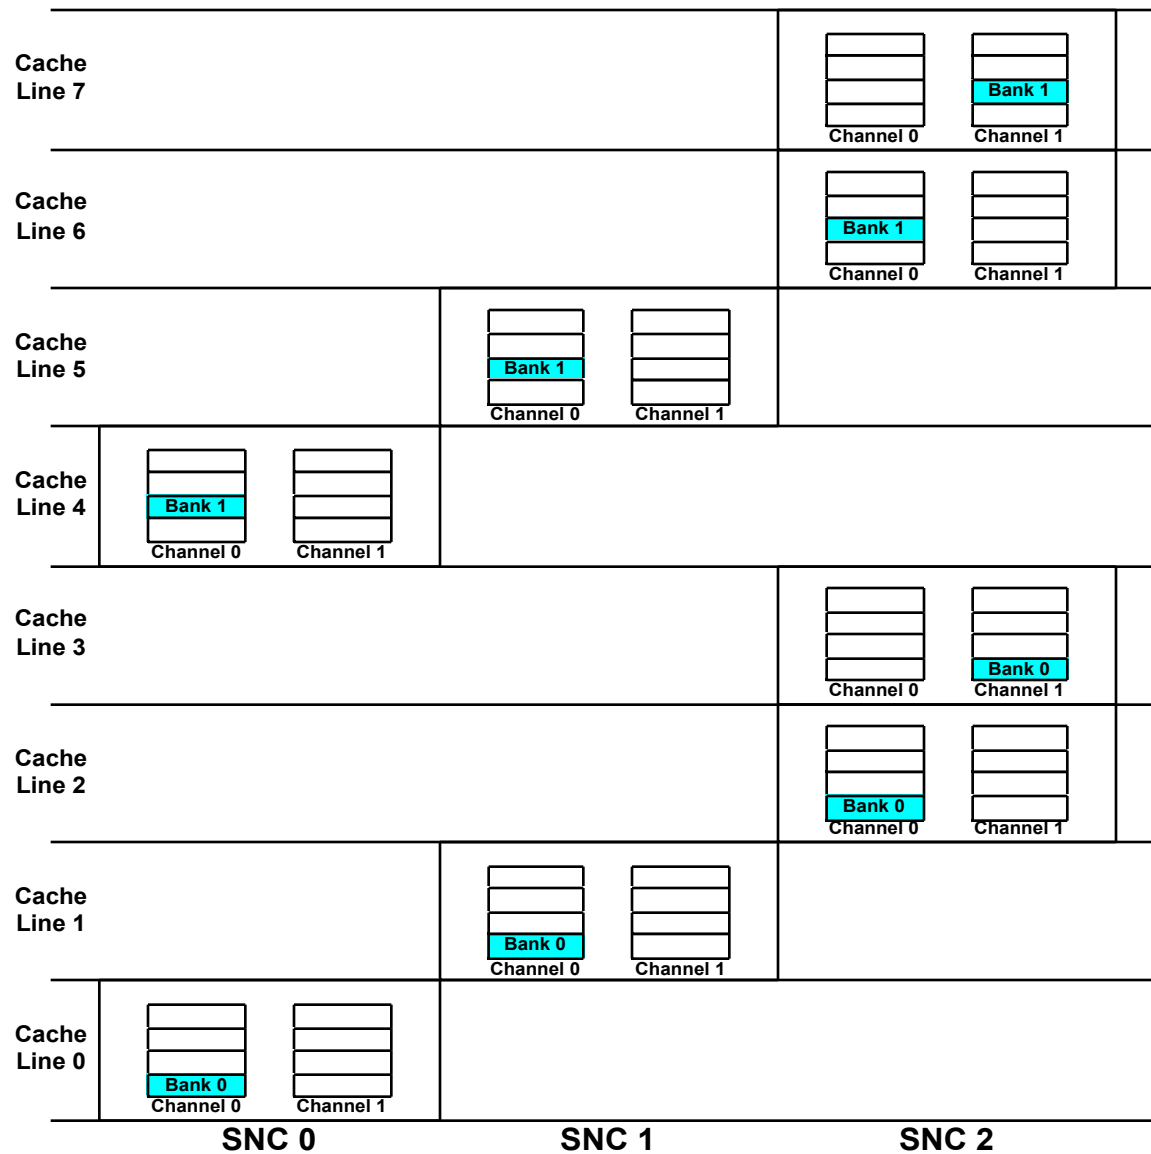 Cache
Line 7
Bank 1
Channel 0 Channel 1
Cache
Line 6
Bank 1
Channel 0 Channel 1
Cache
Line 5
Bank 1
Channel 0 Channel 1
Cache
Line 4
Bank 1
Channel 0 Channel 1
Cache
Line 3
Bank 0
Channel 0 Channel 1
Cache
Line 2
Bank 0
Channel 0 Channel 1
Cache
Line 1
Bank 0
Channel 0 Channel 1
Cache
Line 0
Bank 0
Channel 0 Channel 1
SNC 0 SNC 1 SNC 2